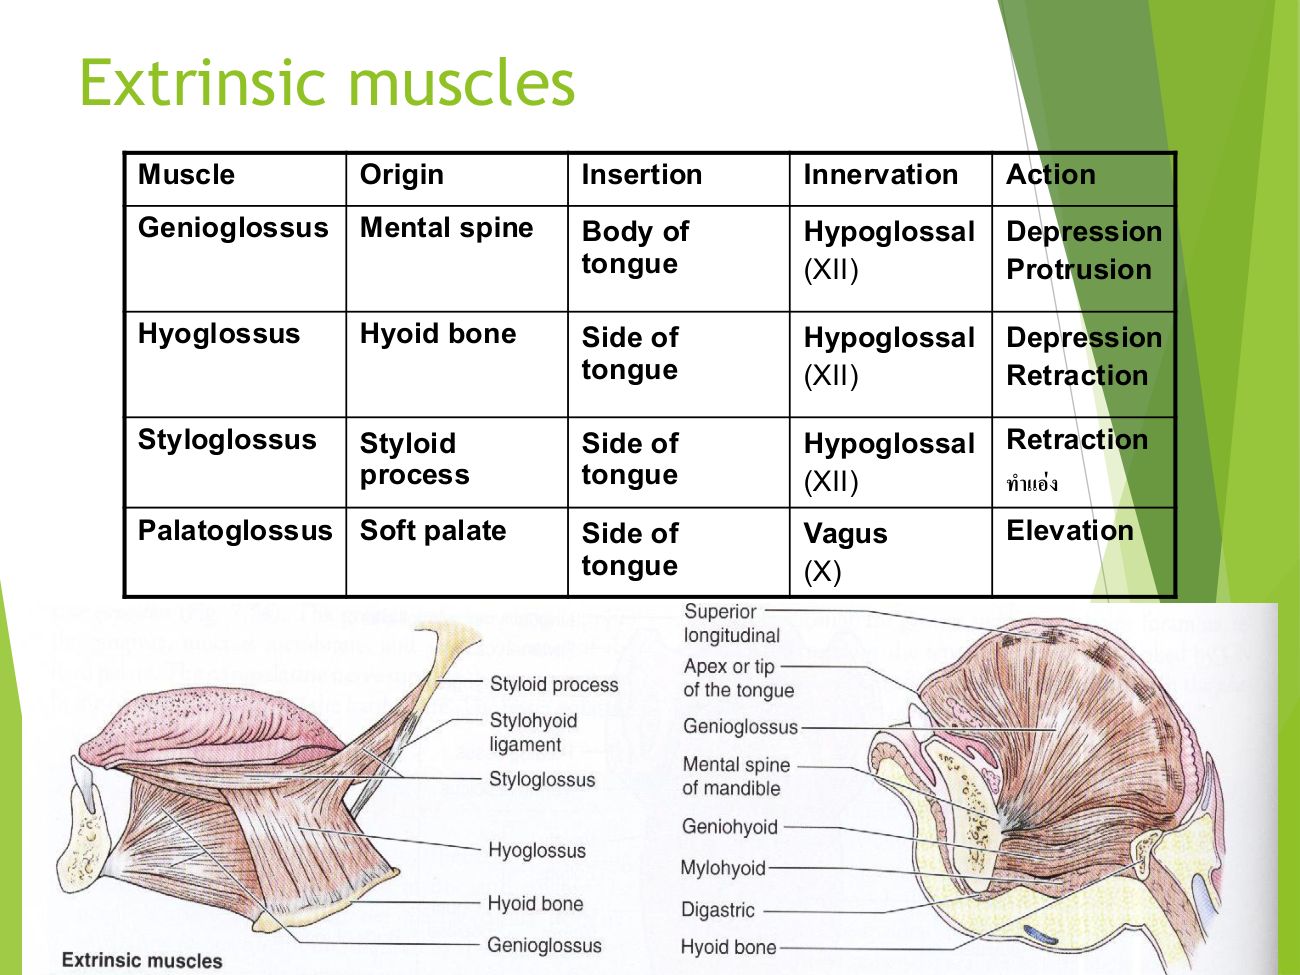 Extrinsic muscles
Muscle Origin Insertion Innervation Action
Genioglossus Mental spine Body of tongue Hypoglossal (XII) Depression Protrusion
Hyoglossus Hyoid bone Side of tongue Hypoglossal (XII) Depression Retraction
Styloglossus Styloid process Side of tongue Hypoglossal (XII) Retraction ทำแอ่ง
Palatoglossus Soft palate Side of tongue Vagus (X) Elevation
Styloid process
Stylohyoid
ligament
Styloglossus
Hyoglossus
Hyoid bone
Genioglossus
Extrinsic muscles
Superior
longitudinal
Apex or tip
of the tongue
Genioglossus
Mental spine
of mandible
Geniohyoid
Mylohyoid
Digastric
Hyoid bone